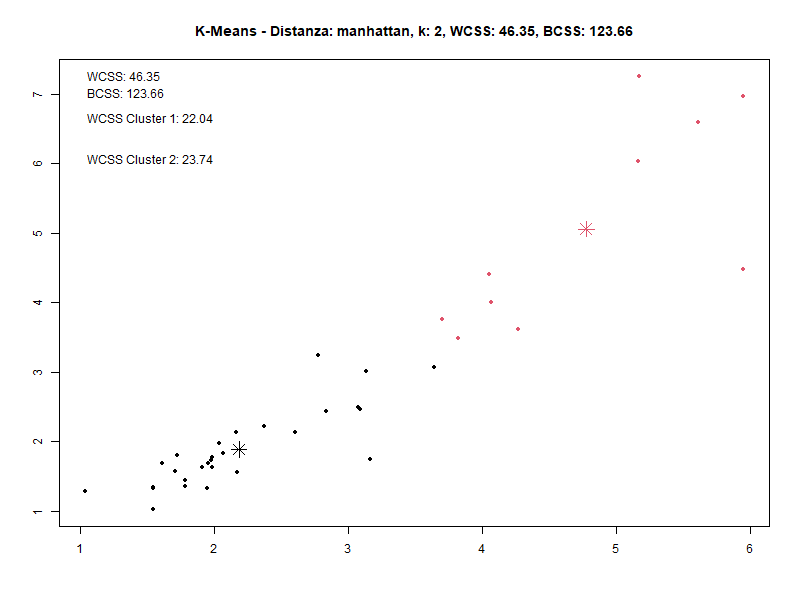 K-Means - Distanza: manhattan, k: 2, WCSS: 46.35, BCSS: 123.66
WCSS: 46.35
BCSS: 123.66
WCSS Cluster 1: 22.04
WCSS Cluster 2: 23.74
7
6
5
4
3
2
1
1 2 3 4 5 6